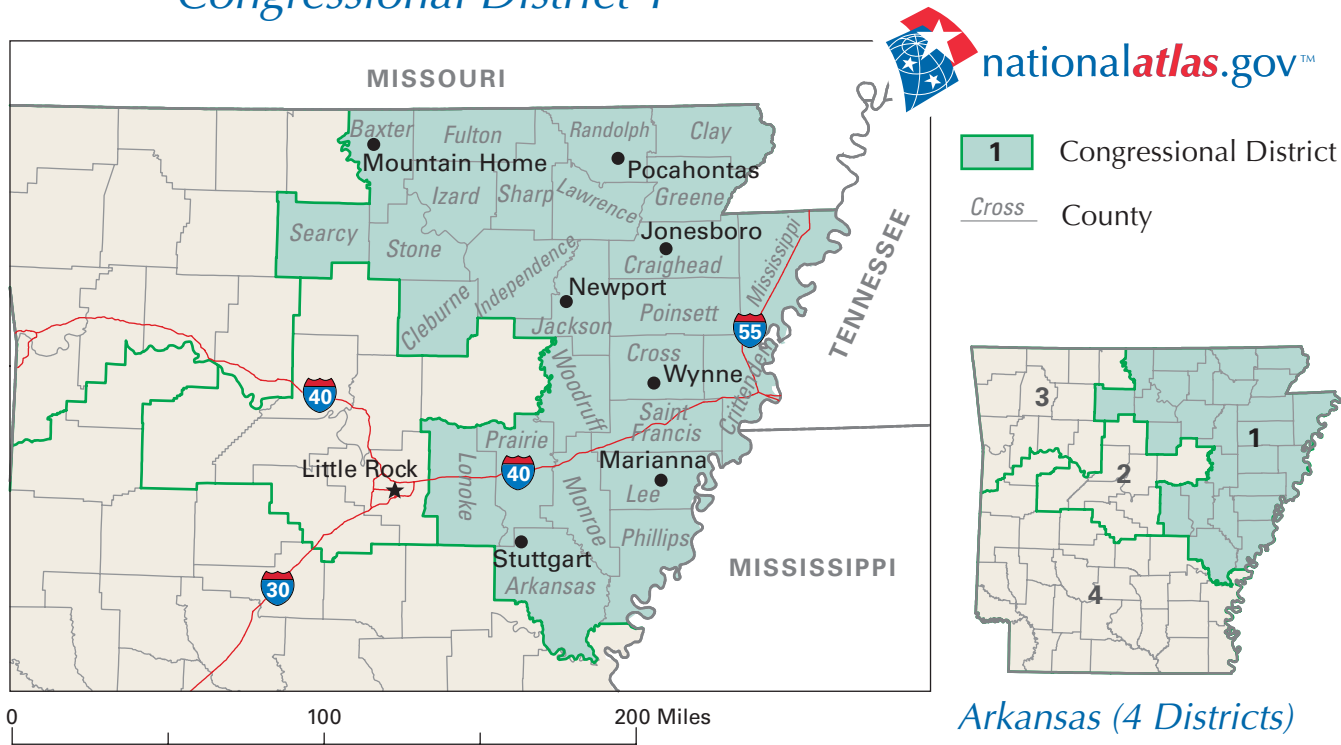 Congressional District 1
nationalatlas.gov™
MISSOURI
1 Congressional District
Cross County
Baxter
Fulton
Randolph
Clay
Mountain Home
Pocahontas
Izard
Sharp
Lawrence
Greene
Searcy
Stone
Jonesboro
Craighead
Mississippi
TENNESSEE
Independence
Cleburne
Newport
Jackson
Poinsett
55
Cross
Wynne
Crittenden
Woodruff
40
Saint
Francis
Prairie
Little Rock
Lonoke
40
Marianna
Lee
Monroe
Phillips
Stuttgart
Arkansas
30
MISSISSIPPI
3
1
2
4
0 100 200 Miles
Arkansas (4 Districts)